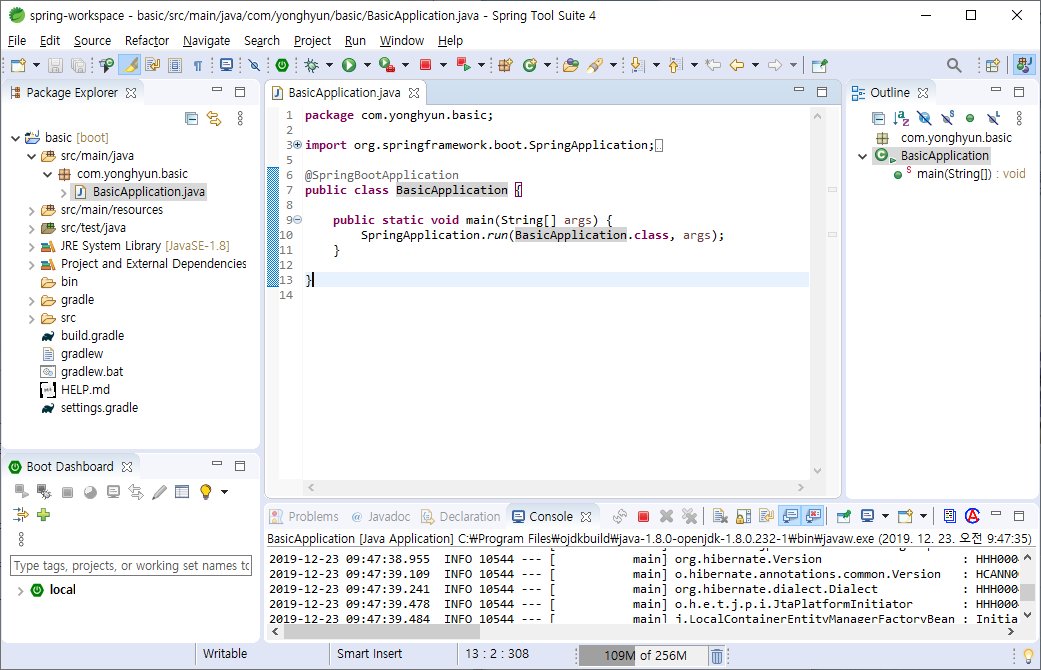 spring-workspace - basic/src/main/java/com/yonghyun/basic/BasicApplication.java - Spring Tool Suite 4
File Edit Source Refactor Navigate Search Project Run Window Help
Package Explorer
basic [boot]
src/main/java
com.yonghyun.basic
BasicApplication.java
src/main/resources
src/test/java
JRE System Library [JavaSE-1.8]
Project and External Dependencies
bin
gradle
src
build.gradle
gradlew
gradlew.bat
HELP.md
settings.gradle
Boot Dashboard
Type tags, projects, or working set names to
local
BasicApplication.java
1 package com.yonghyun.basic;
2
3 import org.springframework.boot.SpringApplication;
5
6 @SpringBootApplication
7 public class BasicApplication {
8
9 public static void main(String[] args) {
10 SpringApplication.run(BasicApplication.class, args);
11 }
12
13 }
14
Outline
com.yonghyun.basic
BasicApplication
main(String[]) : void
Problems Javadoc Declaration Console
BasicApplication [Java Application] C:₩Program Files₩ojdkbuild₩java-1.8.0-openjdk-1.8.0.232-1₩bin₩javaw.exe (2019. 12. 23. 오전 9:47:35)
2019-12-23 09:47:38.955 INFO 10544 --- [ main] org.hibernate.Version : HHH000
2019-12-23 09:47:39.109 INFO 10544 --- [ main] o.hibernate.annotations.common.Version : HCANN0
2019-12-23 09:47:39.241 INFO 10544 --- [ main] org.hibernate.dialect.Dialect : HHH000
2019-12-23 09:47:39.478 INFO 10544 --- [ main] o.h.e.t.j.p.i.JtaPlatformInitiator : HHH000
2019-12-23 09:47:39.484 INFO 10544 --- [ main] j.LocalContainerEntityManagerFactoryBean : Initia
Writable Smart Insert 13 : 2 : 308 109M of 256M